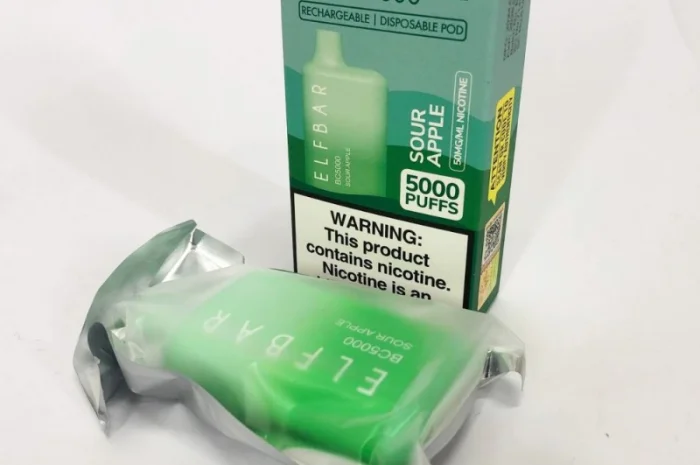 RECHARGEABLE | DISPOSABLE POD
ELFBAR
BC5000
SOUR APPLE
SOUR
APPLE
50MG/ML NICOTINE
5000
PUFFS
ATTENTION
WARNING:
This product
contains nicotine.
Nicotine is an
ELFBAR
BC5000
SOUR APPLE